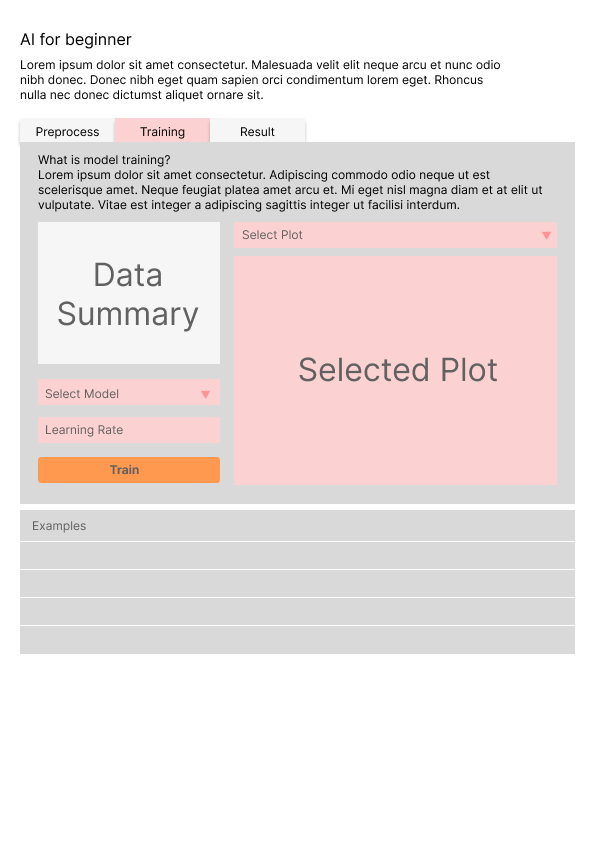 AI for beginner
Lorem ipsum dolor sit amet consectetur. Malesuada velit elit neque arcu et nunc odio
nibh donec. Donec nibh eget quam sapien orci condimentum lorem eget. Rhoncus
nulla nec donec dictumst aliquet ornare sit.
Preprocess
Training
Result
What is model training?
Lorem ipsum dolor sit amet consectetur. Adipiscing commodo odio neque ut est
scelerisque amet. Neque feugiat platea amet arcu et. Mi eget nisl magna diam et at elit ut
vulputate. Vitae est integer a adipiscing sagittis integer ut facilisi interdum.
Data
Summary
Select Model
Learning Rate
Train
Select Plot
Selected Plot
Examples